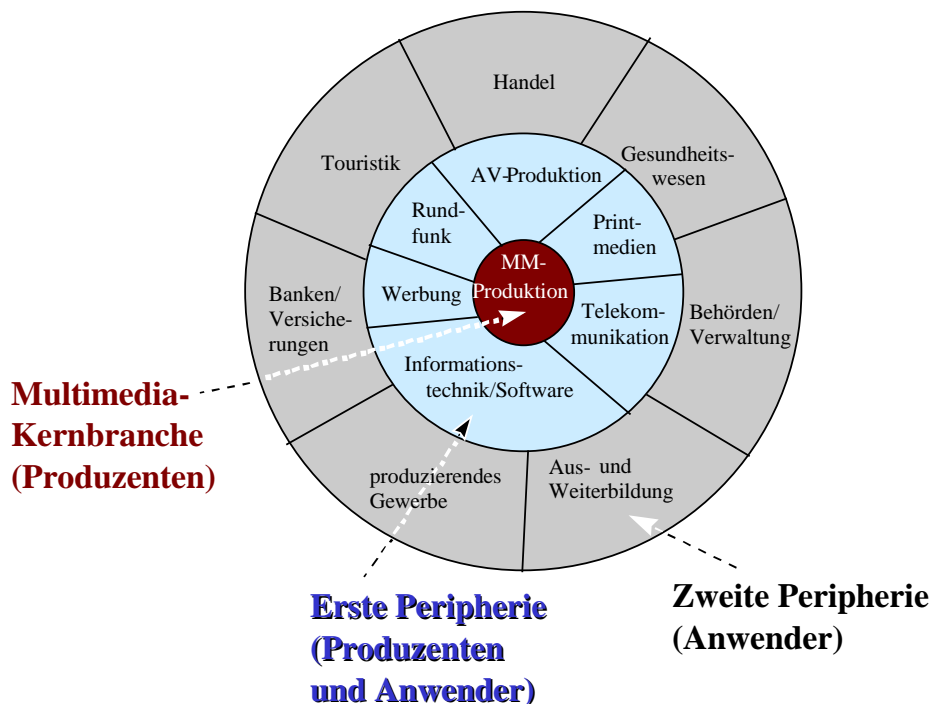 Handel
Touristik
Gesundheits-
wesen
AV-Produktion
Rund-
funk
Print-
medien
MM-
Produktion
Banken/
Versiche-
rungen
Werbung
Telekom-
munikation
Behörden/
Verwaltung
Informations-
technik/Software
Multimedia-
Kernbranche
(Produzenten)
produzierendes
Gewerbe
Aus- und
Weiterbildung
Erste Peripherie
(Produzenten
und Anwender)
Zweite Peripherie
(Anwender)